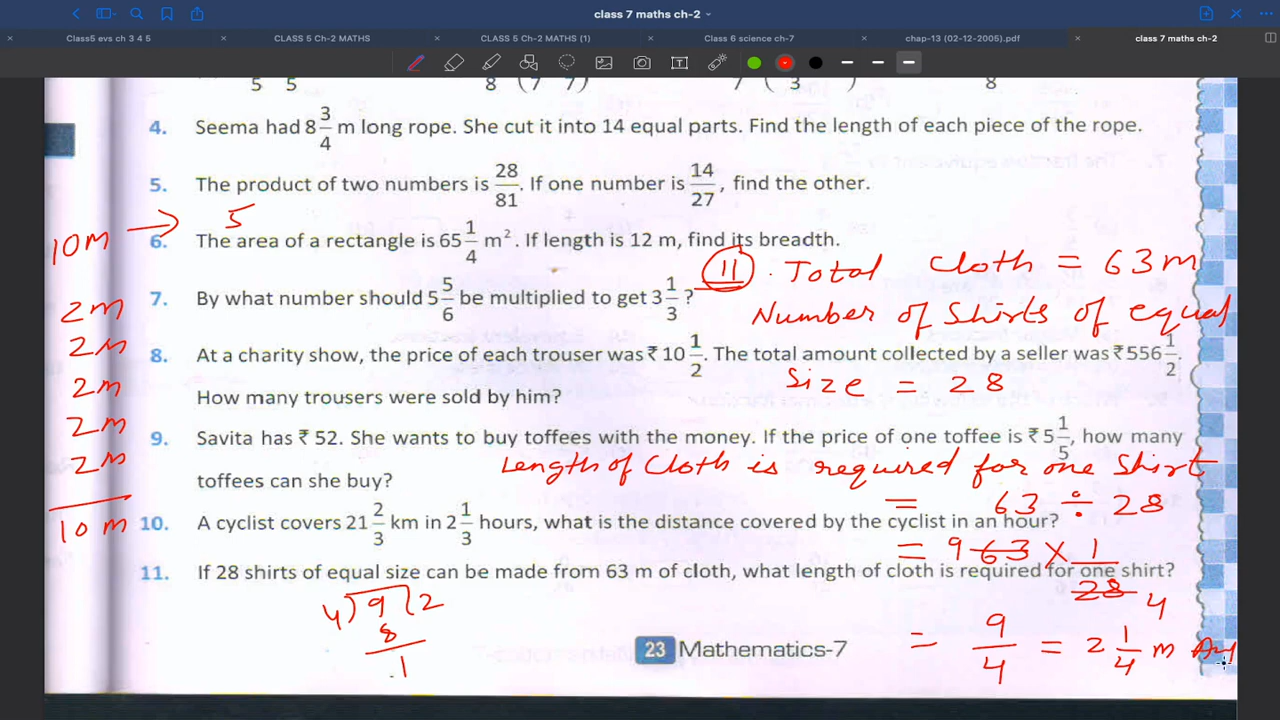 class 7 maths ch-2
Class5 evs ch 3 4 5
CLASS 5 Ch-2 MATHS
CLASS 5 Ch-2 MATHS (1)
Class 6 science ch-7
chap-13 (02-12-2005).pdf
class 7 maths ch-2
5 5 8 (7 7) 7 (3 ) 8
4. Seema had 8 3/4 m long rope. She cut it into 14 equal parts. Find the length of each piece of the rope.
5. The product of two numbers is 28/81. If one number is 14/27, find the other.
5
10m →
6. The area of a rectangle is 65 1/4 m². If length is 12 m, find its breadth.
7. By what number should 5 5/6 be multiplied to get 3 1/3?
8. At a charity show, the price of each trouser was ₹ 10 1/2. The total amount collected by a seller was ₹ 556 1/2.
How many trousers were sold by him?
9. Savita has ₹ 52. She wants to buy toffees with the money. If the price of one toffee is ₹ 5 1/5, how many
toffees can she buy?
10. A cyclist covers 21 2/3 km in 2 1/3 hours, what is the distance covered by the cyclist in an hour?
11. If 28 shirts of equal size can be made from 63 m of cloth, what length of cloth is required for one shirt?
23 Mathematics-7
2m
2m
2m
2m
2m
10 m
11. Total Cloth = 63m
Number of Shirts of equal
Size = 28
Length of Cloth is required for one Shirt
= 63 ÷ 28
= 9 63 × 1/28 4
= 9/4 = 2 1/4 m Ans
4) 9 (2
8
1